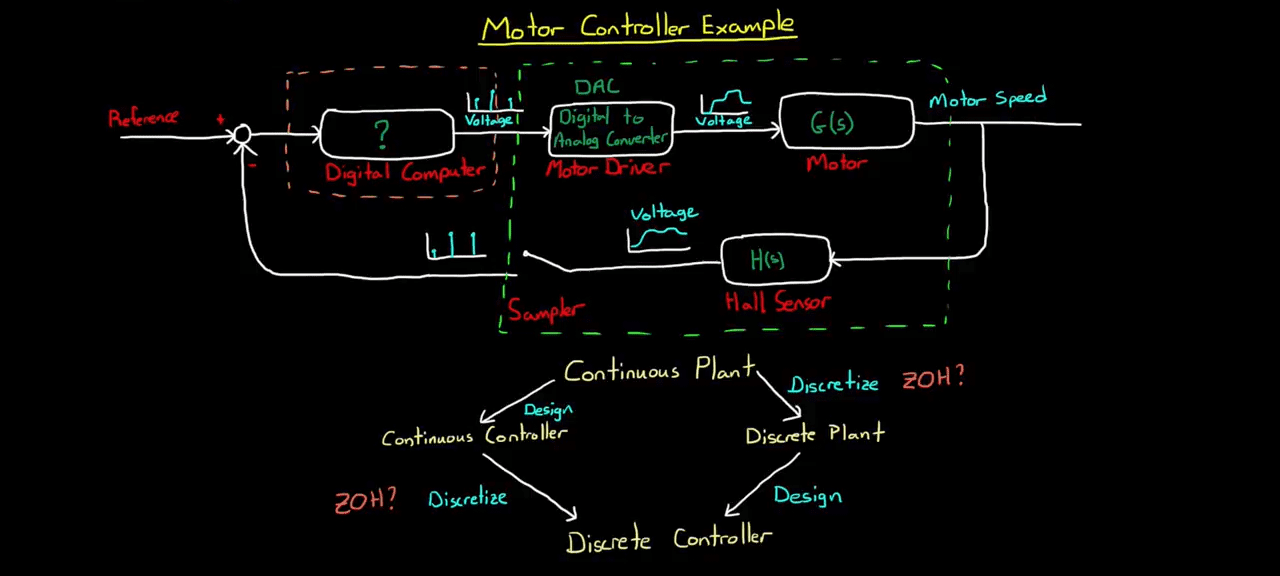 Motor Controller Example
Reference
+
-
?
Digital Computer
Voltage
DAC
Digital to
Analog Converter
Motor Driver
Voltage
G(s)
Motor
Motor Speed
Voltage
H(s)
Hall Sensor
Sampler
Continuous Plant
Design
Discretize ZOH?
Continuous Controller
Discrete Plant
ZOH? Discretize
Design
Discrete Controller